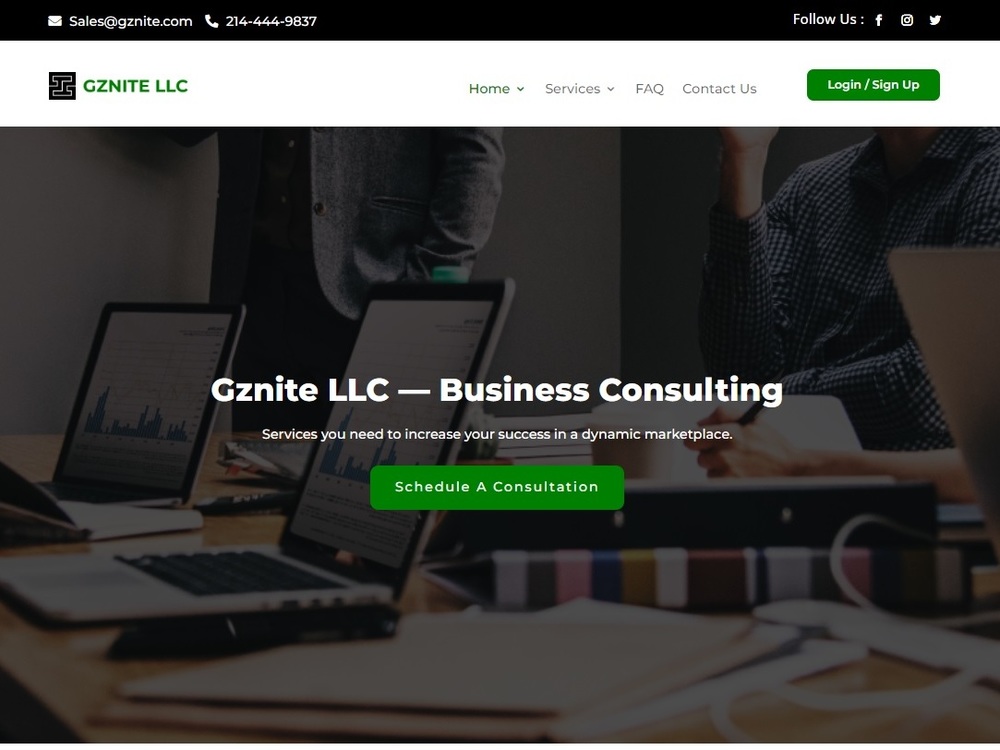 Sales@gznite.com 214-444-9837 Follow Us :
GZNITE LLC Home Services FAQ Contact Us Login / Sign Up
Gznite LLC — Business Consulting
Services you need to increase your success in a dynamic marketplace.
Schedule A Consultation